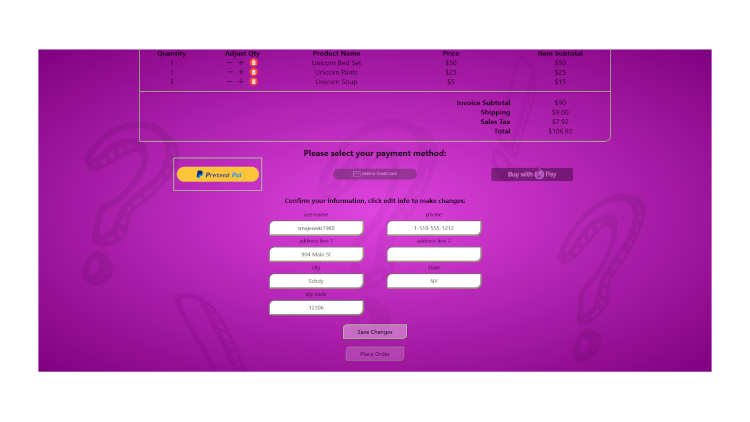 Quantity Adjust Qty Product Name Price Item Subtotal
1 − + Unicorn Bed Set $50 $50
1 − + Unicorn Pants $25 $25
3 − + Unicorn Soup $5 $15
Invoice Subtotal $90
Shipping $9.00
Sales Tax $7.92
Total $106.92
Please select your payment method:
Pretend Pal Debit or Credit Card Buy with Pay
Confirm your information, click edit info to make changes:
username phone
smajewski1980 1-518-555-1212
address line 1 address line 2
904 Main St
city state
Schdy NY
zip code
12306
Save Changes
Place Order